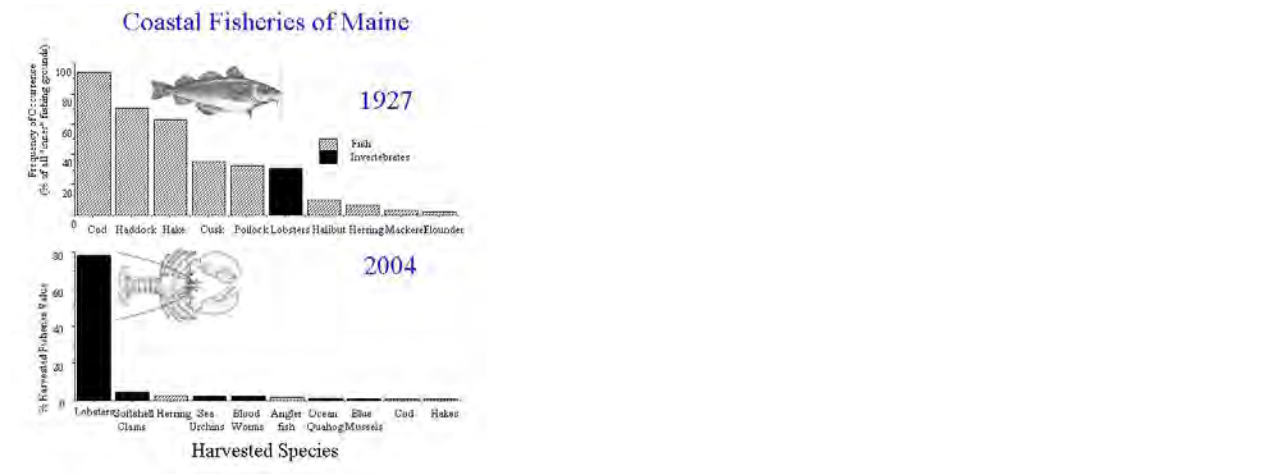 Coastal Fisheries of Maine
1927
Frequency of Occurrence
(% of all "inner" fishing grounds)
100
80
60
40
20
0
Fish
Invertebrates
Cod Haddock Hake Cusk Pollock Lobsters Halibut Herring Mackerel Flounder
2004
% Harvested Fisheries Value
80
60
40
20
0
Lobsters Softshell Herring Sea Blood Angler Ocean Blue Cod Hakes
Clams Urchins Worms fish Quahog Mussels
Harvested Species